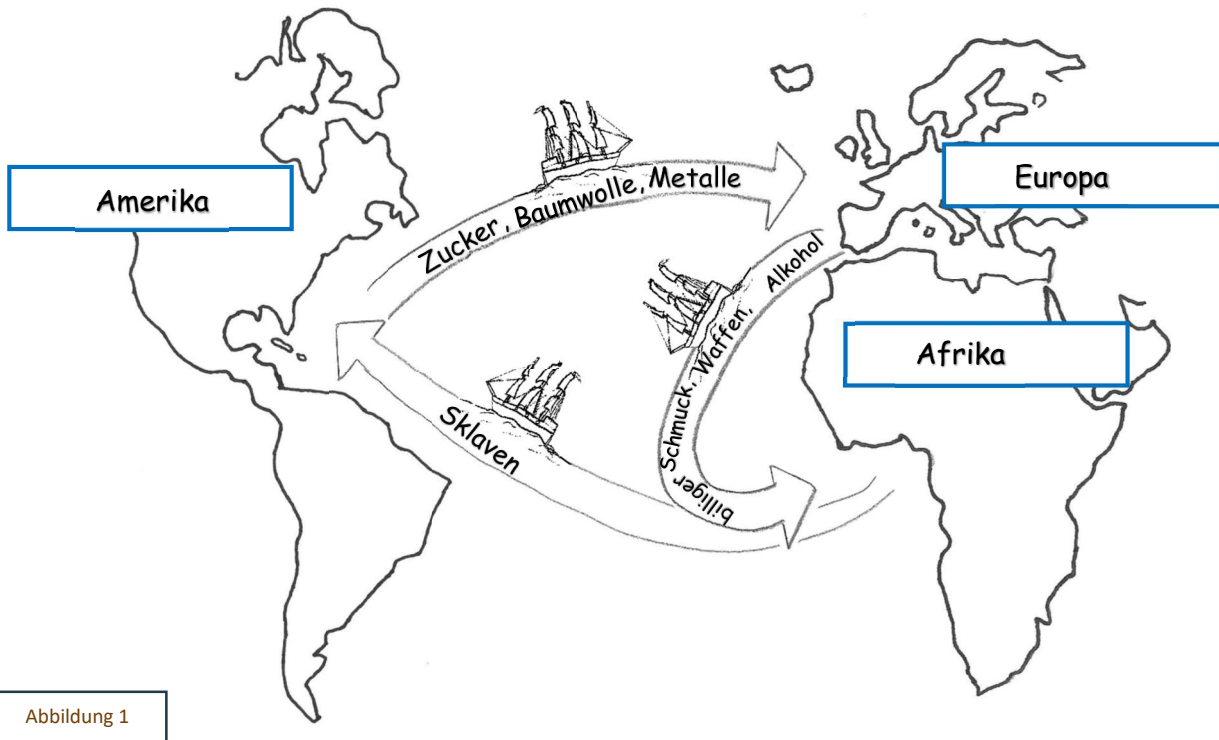 Amerika
Europa
Zucker, Baumwolle, Metalle
Afrika
billiger Schmuck, Waffen, Alkohol
Sklaven
Abbildung 1